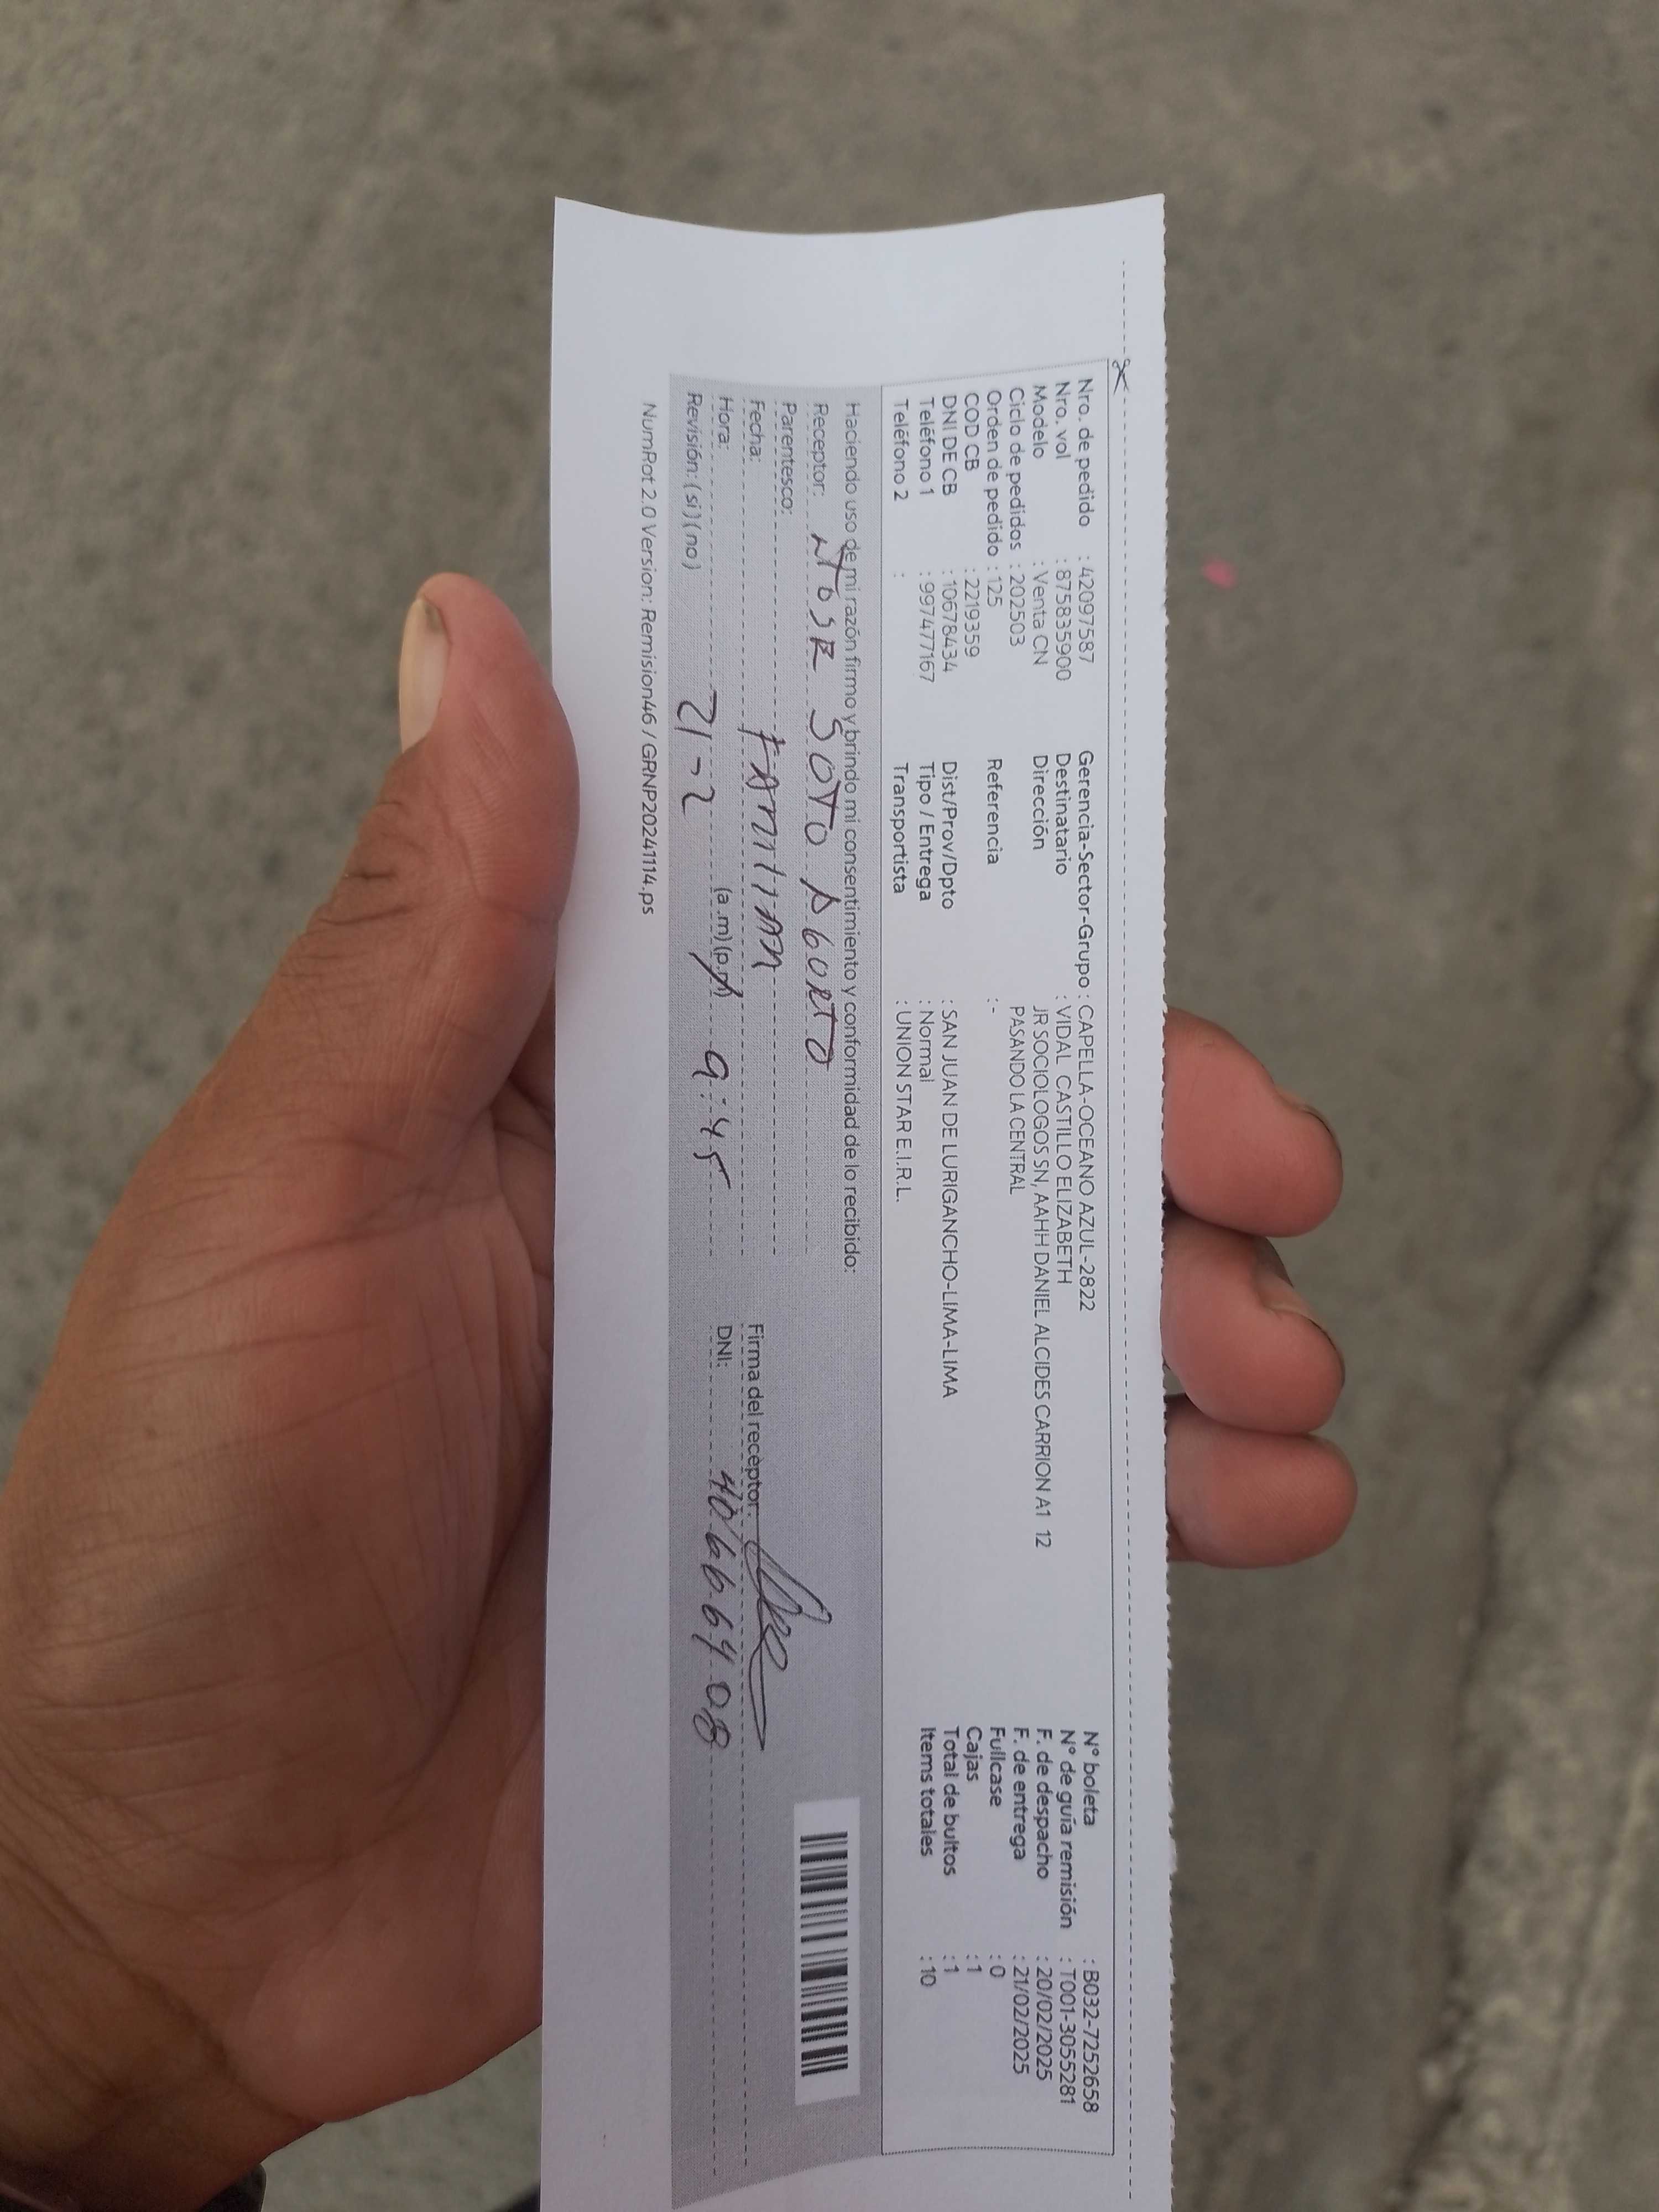 Nro. de pedido : 42097587 Gerencia-Sector-Grupo : CAPELLA-OCEANO AZUL-2822 N° boleta : B032-7252658
Nro. vol : 875835900 Destinatario : VIDAL CASTILLO ELIZABETH N° de guía remisión : T001-3055281
Modelo : Venta CN Dirección JR SOCIOLOGOS SN, AAHH DANIEL ALCIDES CARRION A1 12 F. de despacho : 20/02/2025
Ciclo de pedidos : 202503 PASANDO LA CENTRAL F. de entrega : 21/02/2025
Orden de pedido : 125 Referencia : - Fullcase : 0
COD CB : 2219359 Cajas : 1
DNI DE CB : 10678434 Dist/Prov/Dpto : SAN JUAN DE LURIGANCHO-LIMA-LIMA Total de bultos : 1
Teléfono 1 : 997477167 Tipo / Entrega : Normal Items totales : 10
Teléfono 2 : Transportista : UNION STAR E.I.R.L.
Haciendo uso de mi razón firmo y brindo mi consentimiento y conformidad de lo recibido:
Receptor: SOTO
Parentesco:
Fecha: Firma del receptor:
Hora: (a.m)(p. 9:45 DNI: 40666408
Revisión: (si)(no) 21-2
NumRot 2.0 Version: Remision46 / GRNP20241114.ps